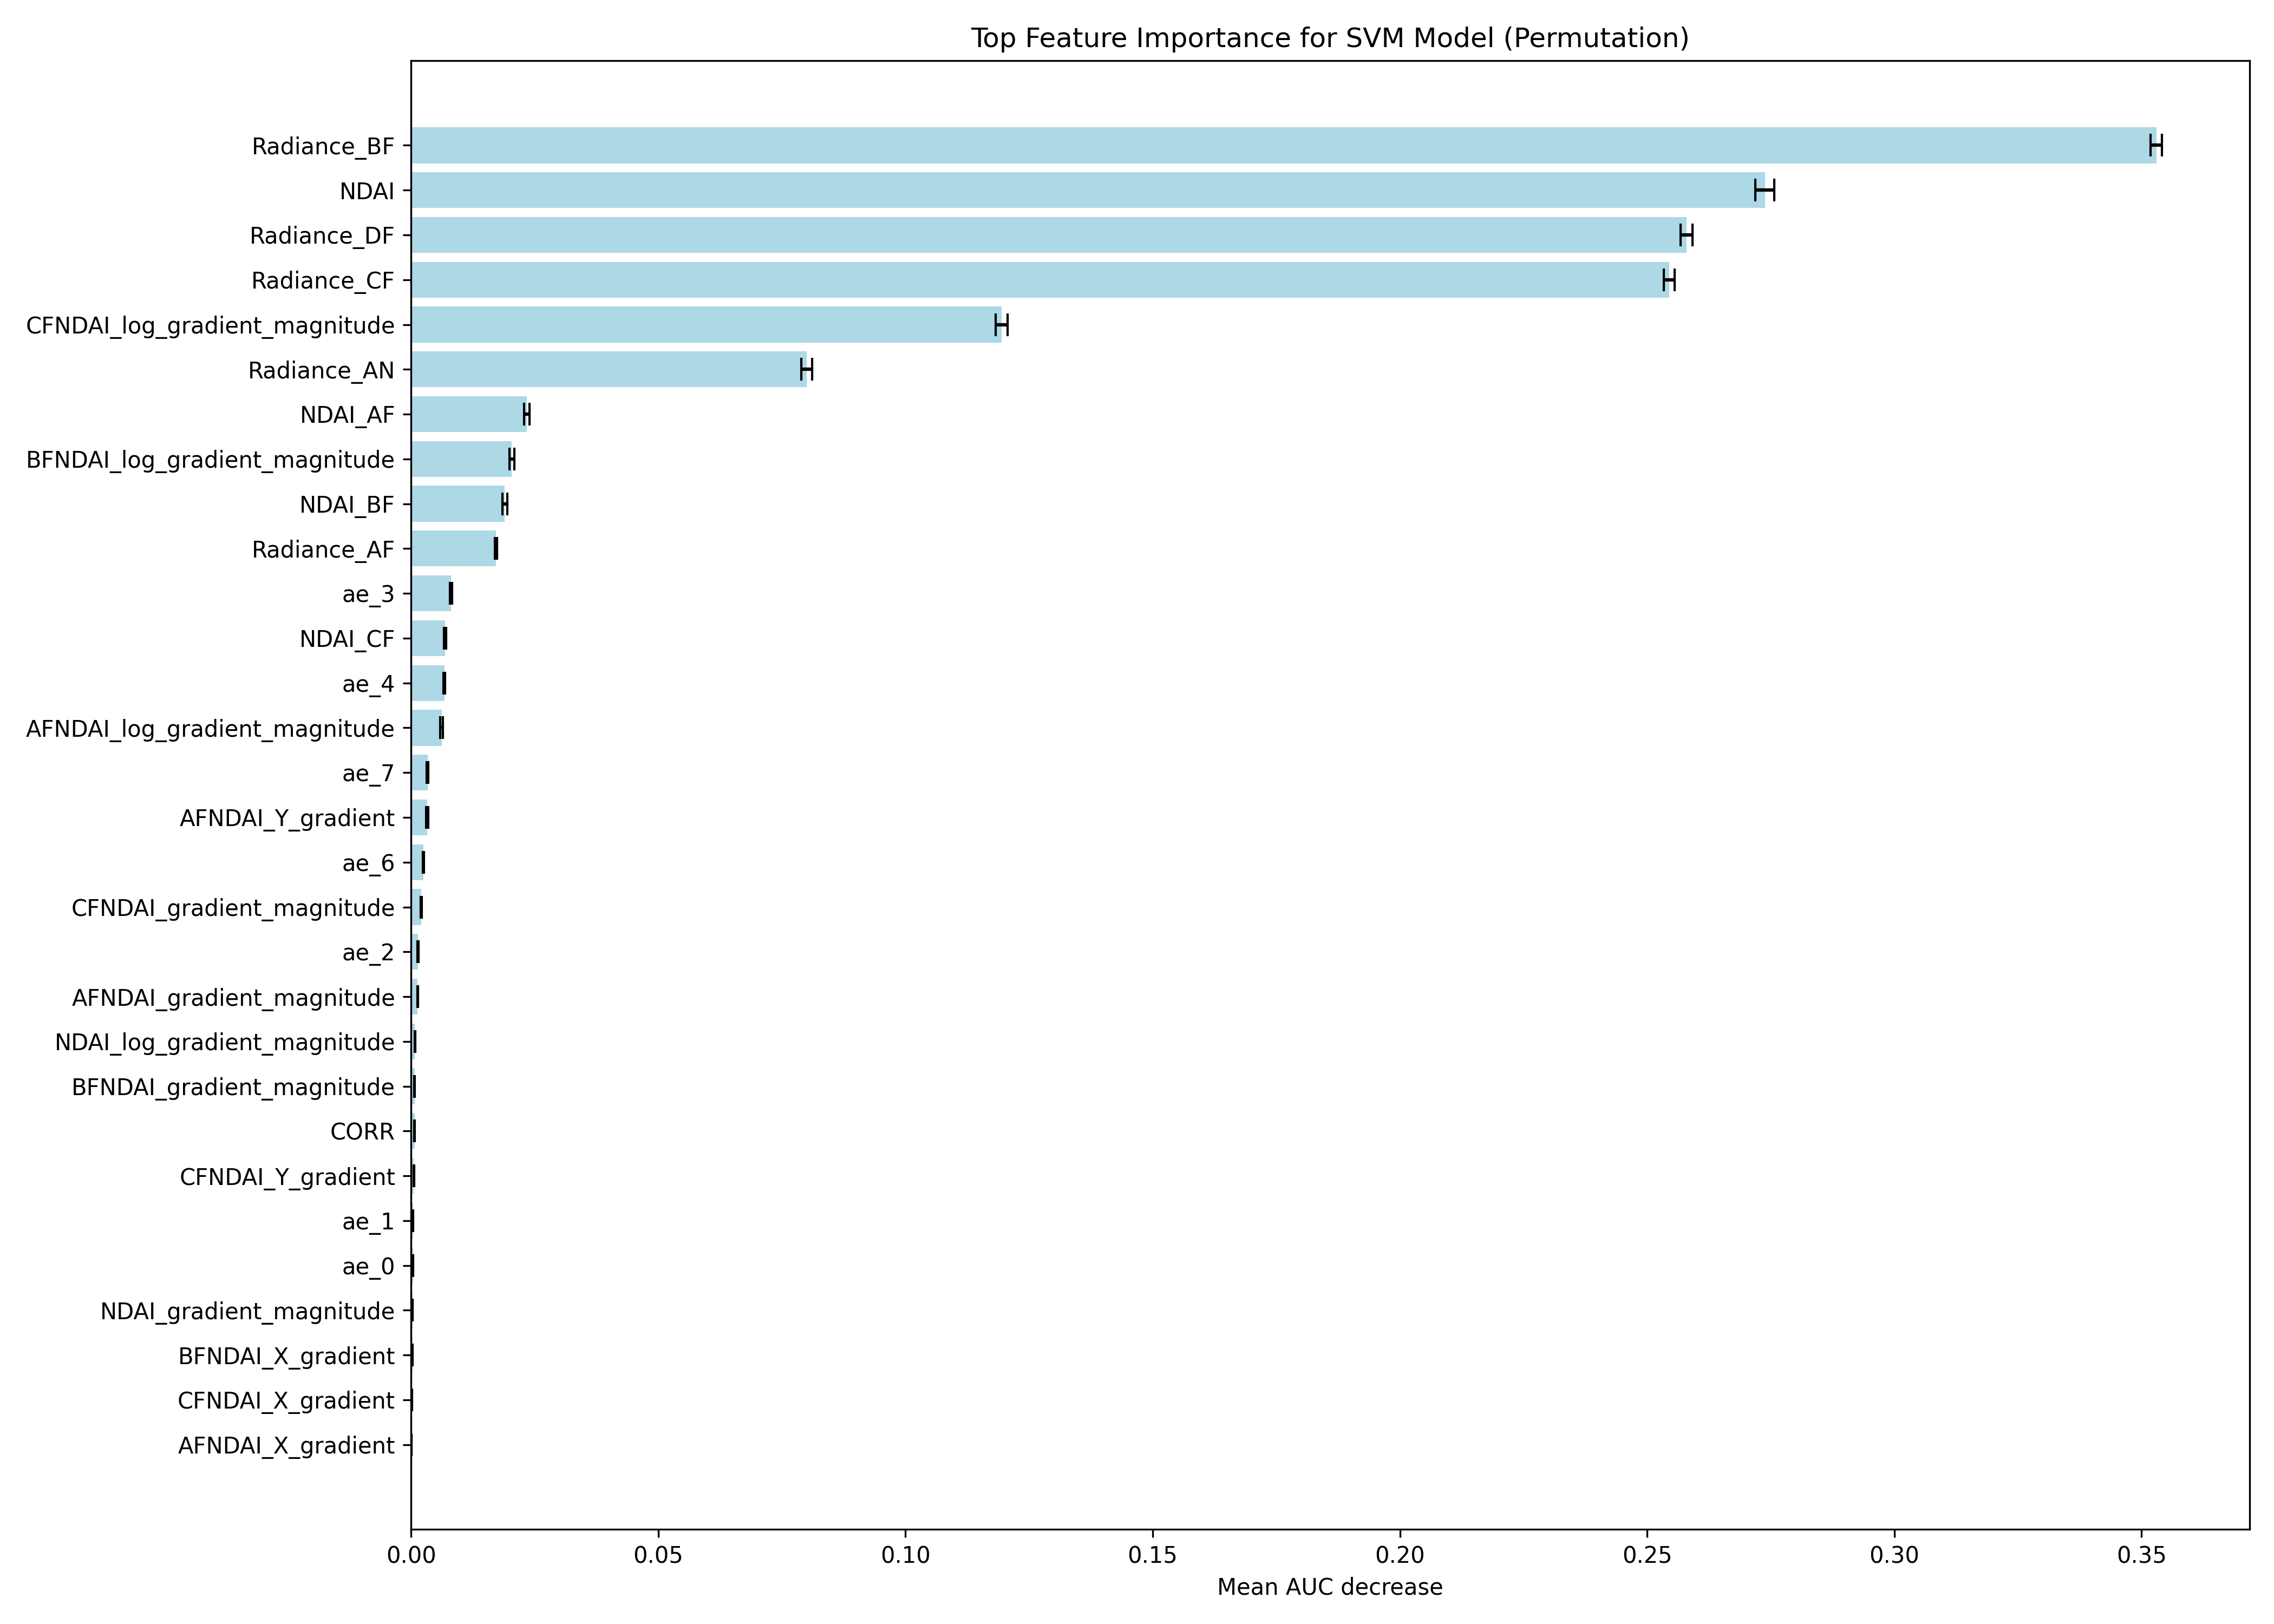 Top Feature Importance for SVM Model (Permutation)
Radiance_BF
NDAI
Radiance_DF
Radiance_CF
CFNDAI_log_gradient_magnitude
Radiance_AN
NDAI_AF
BFNDAI_log_gradient_magnitude
NDAI_BF
Radiance_AF
ae_3
NDAI_CF
ae_4
AFNDAI_log_gradient_magnitude
ae_7
AFNDAI_Y_gradient
ae_6
CFNDAI_gradient_magnitude
ae_2
AFNDAI_gradient_magnitude
NDAI_log_gradient_magnitude
BFNDAI_gradient_magnitude
CORR
CFNDAI_Y_gradient
ae_1
ae_0
NDAI_gradient_magnitude
BFNDAI_X_gradient
CFNDAI_X_gradient
AFNDAI_X_gradient
0.00 0.05 0.10 0.15 0.20 0.25 0.30 0.35
Mean AUC decrease